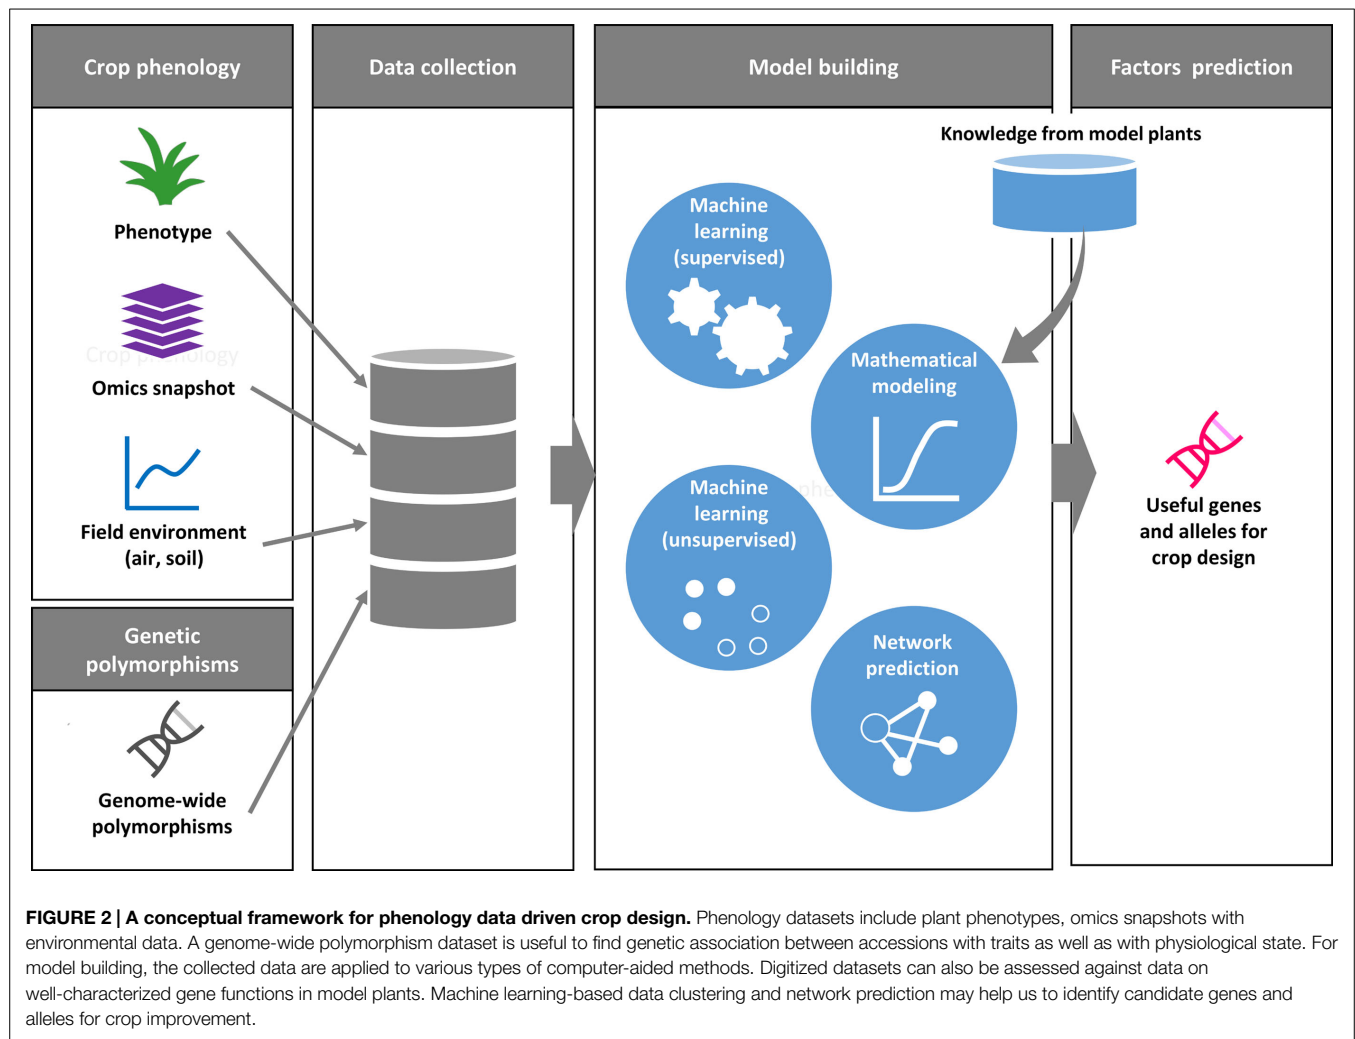 Crop phenology
Data collection
Model building
Factors prediction
Phenotype
Crop phenology
Omics snapshot
Field environment
(air, soil)
Genetic
polymorphisms
Genome-wide
polymorphisms
Knowledge from model plants
Machine
learning
(supervised)
Mathematical
modeling
Machine
learning
(unsupervised)
Network
prediction
Useful genes
and alleles for
crop design
FIGURE 2 | A conceptual framework for phenology data driven crop design. Phenology datasets include plant phenotypes, omics snapshots with
environmental data. A genome-wide polymorphism dataset is useful to find genetic association between accessions with traits as well as with physiological state. For
model building, the collected data are applied to various types of computer-aided methods. Digitized datasets can also be assessed against data on
well-characterized gene functions in model plants. Machine learning-based data clustering and network prediction may help us to identify candidate genes and
alleles for crop improvement.